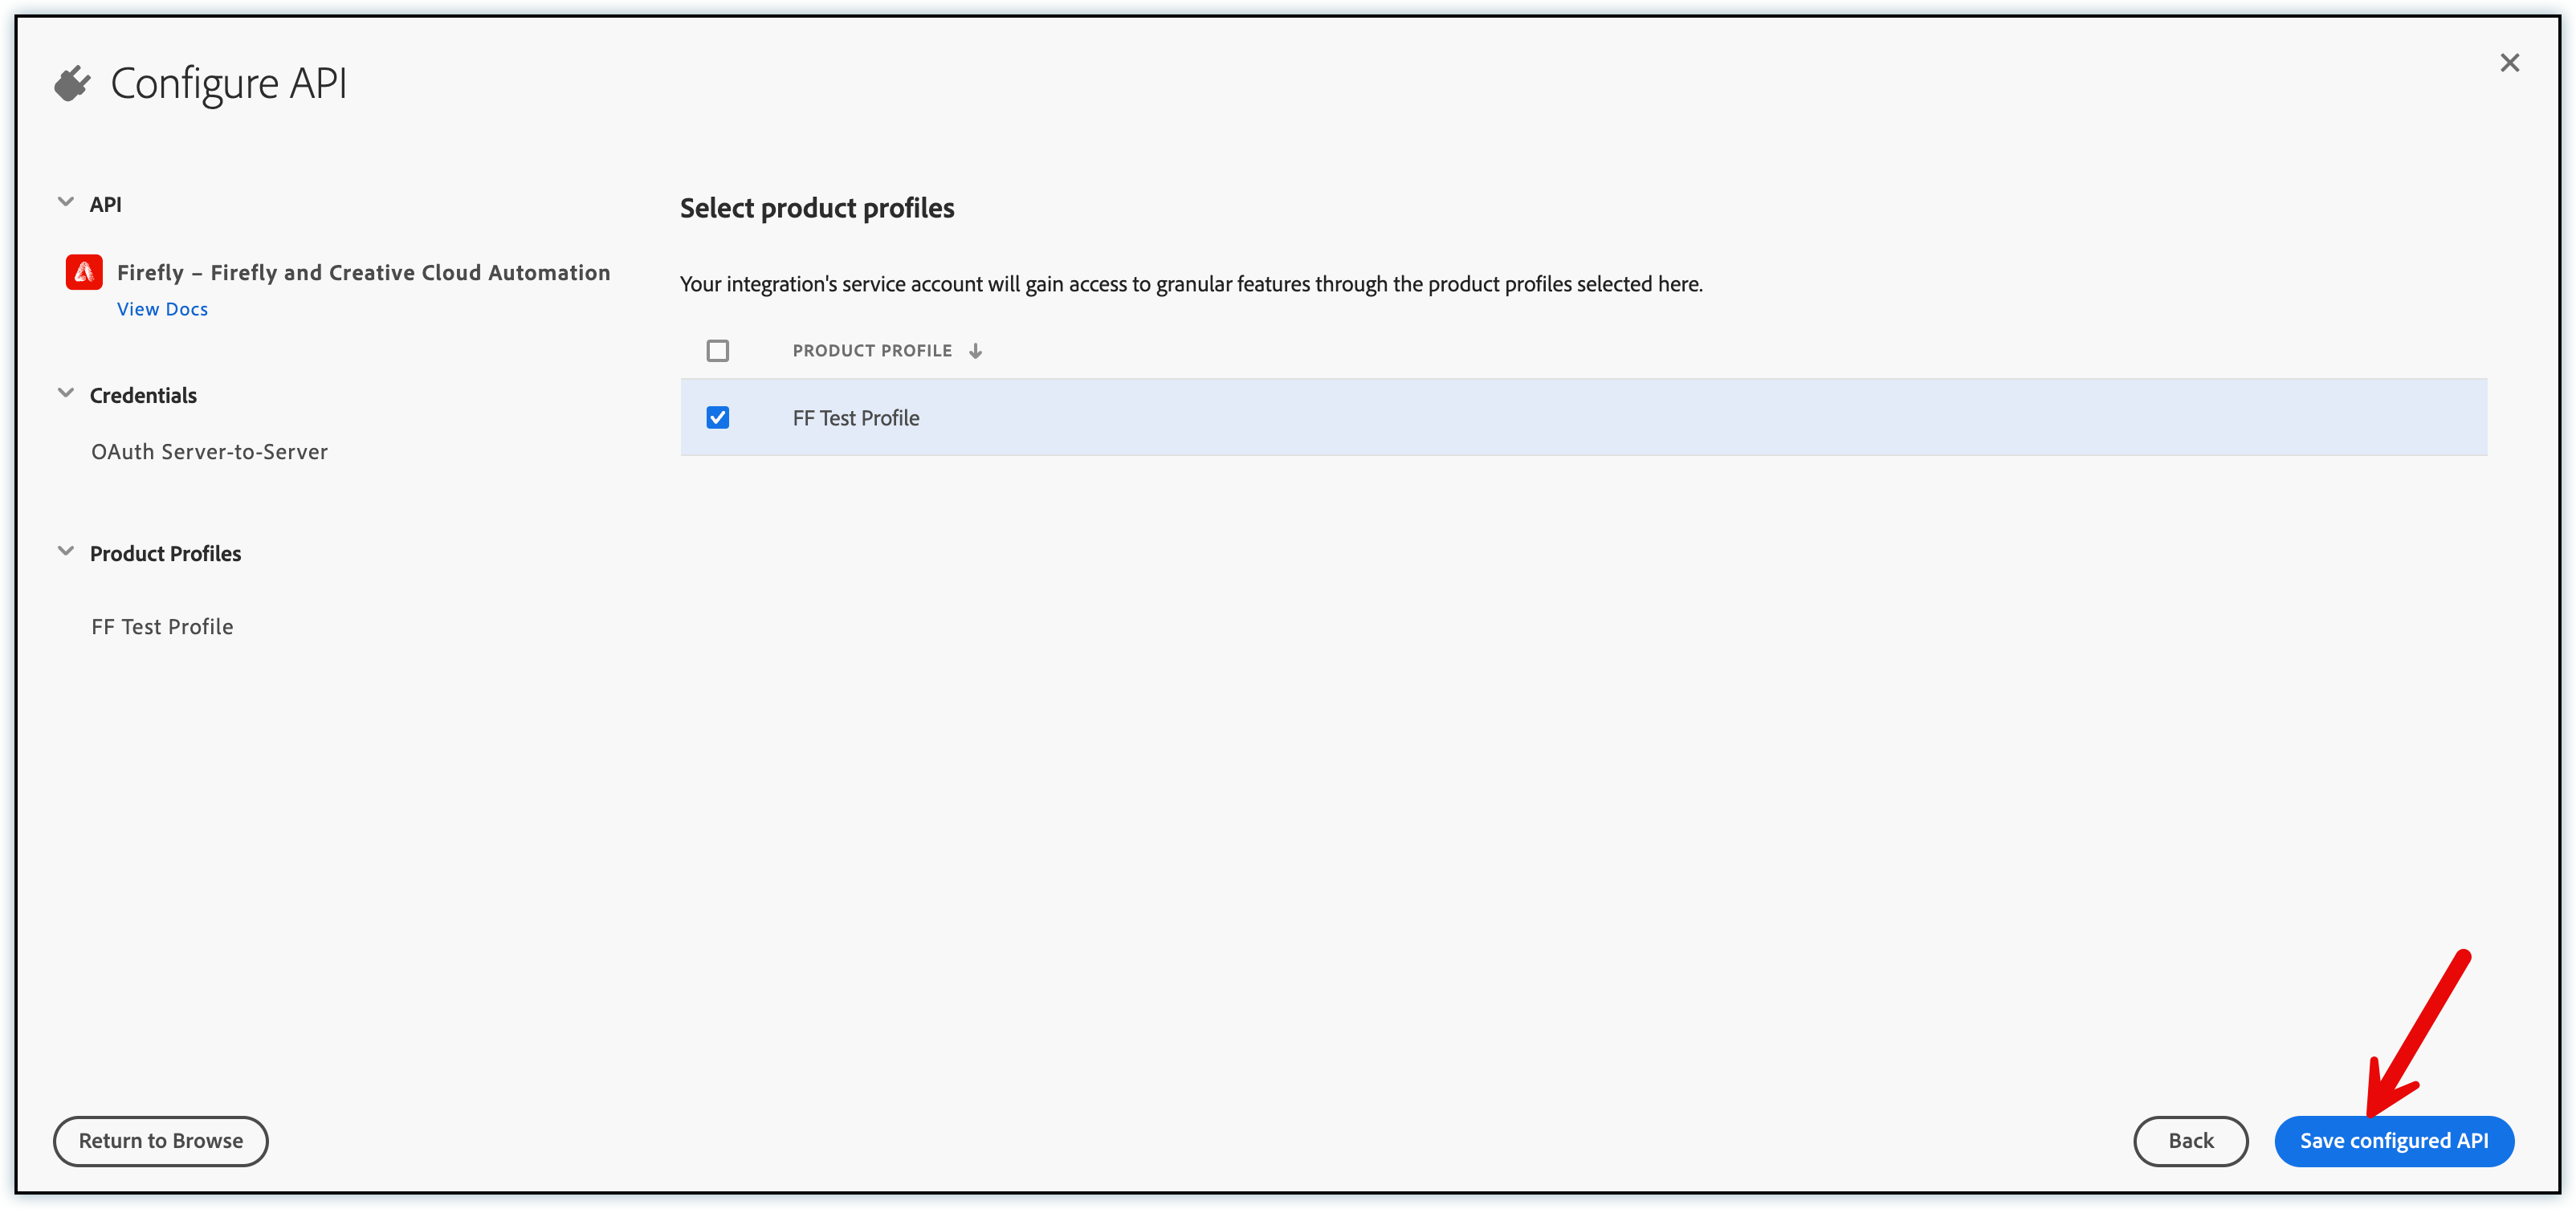 Configure API
API
Firefly – Firefly and Creative Cloud Automation
View Docs
Credentials
OAuth Server-to-Server
Product Profiles
FF Test Profile
Select product profiles
Your integration's service account will gain access to granular features through the product profiles selected here.
PRODUCT PROFILE
FF Test Profile
Return to Browse
Back
Save configured API